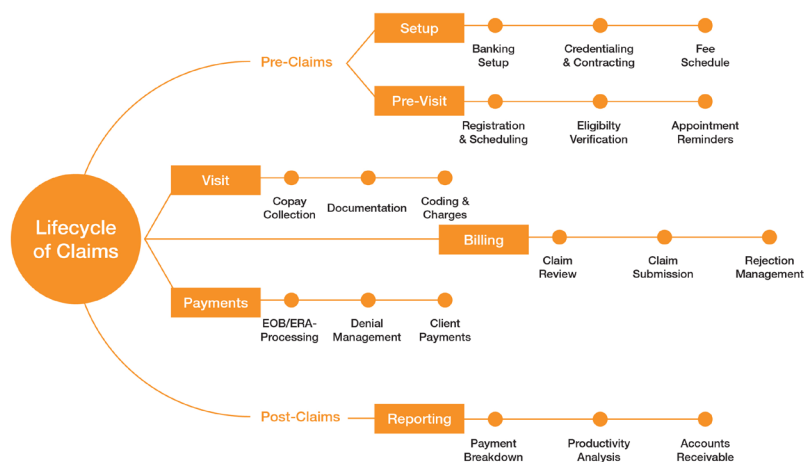 Setup
Banking
Setup
Credentialing
& Contracting
Fee
Schedule
Pre-Claims
Pre-Visit
Registration
& Scheduling
Eligibilty
Verification
Appointment
Reminders
Visit
Copay
Collection
Documentation
Coding &
Charges
Lifecycle
of Claims
Billing
Claim
Review
Claim
Submission
Rejection
Management
Payments
EOB/ERA-
Processing
Denial
Management
Client
Payments
Post-Claims
Reporting
Payment
Breakdown
Productivity
Analysis
Accounts
Receivable